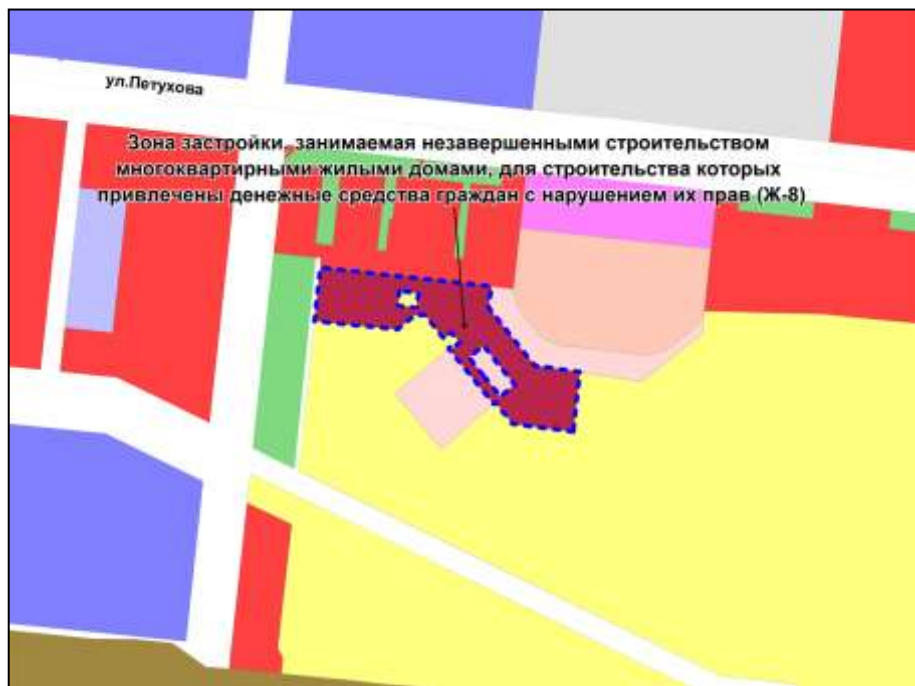 ул.Петухова
Зона застройки, занимаемая незавершенными строительством
многоквартирными жилыми домами, для строительства которых
привлечены денежные средства граждан с нарушением их прав (Ж-8)